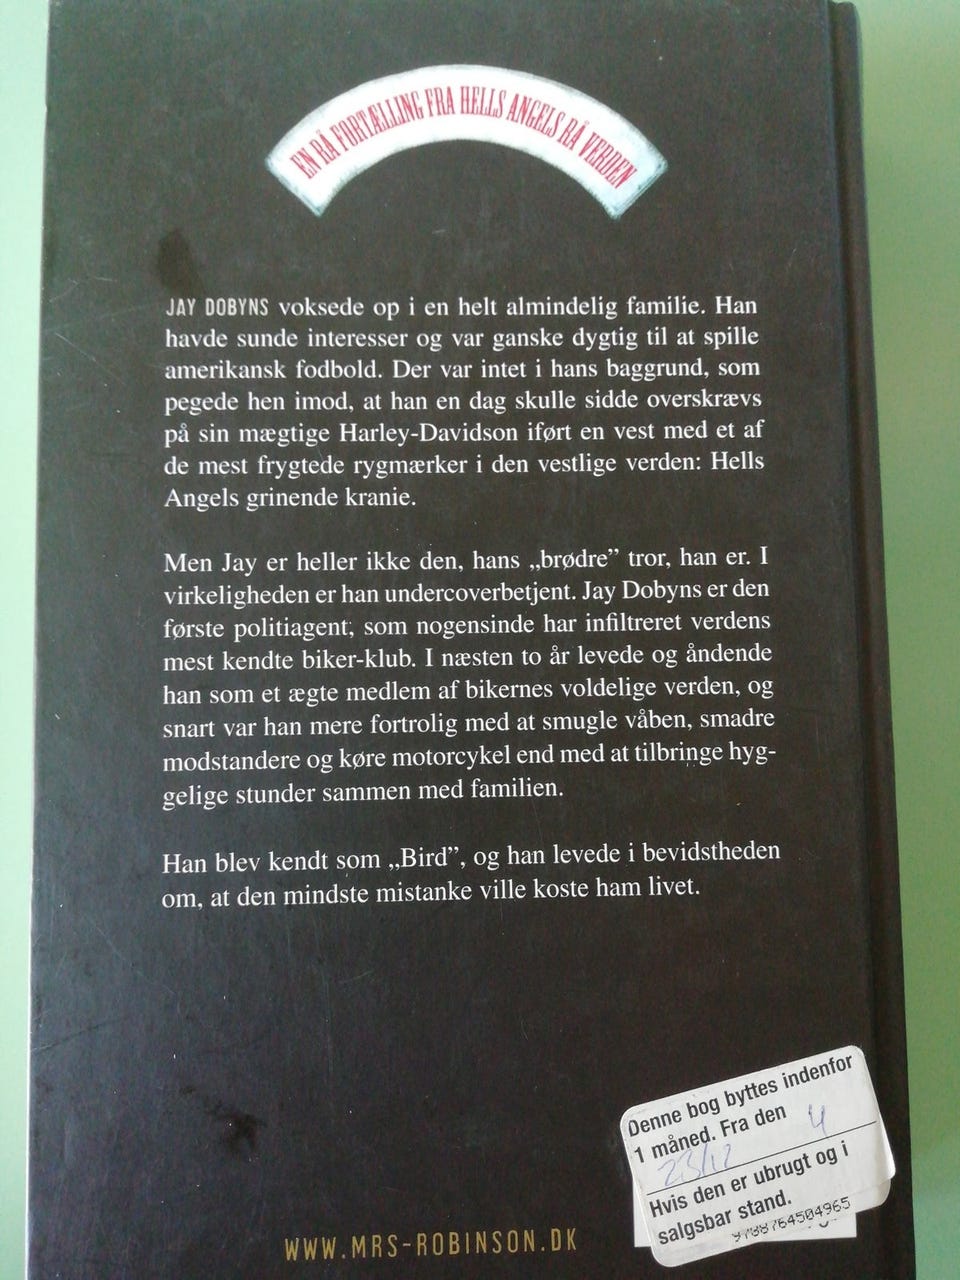 EN RÅ FORTÆLLING FRA HELLS ANGELS RÅ VERDEN
JAY DOBYNS voksede op i en helt almindelig familie. Han
havde sunde interesser og var ganske dygtig til at spille
amerikansk fodbold. Der var intet i hans baggrund, som
pegede hen imod, at han en dag skulle sidde overskrævs
på sin mægtige Harley-Davidson iført en vest med et af
de mest frygtede rygmærker i den vestlige verden: Hells
Angels grinende kranie.
Men Jay er heller ikke den, hans „brødre” tror, han er. I
virkeligheden er han undercoverbetjent. Jay Dobyns er den
første politiagent, som nogensinde har infiltreret verdens
mest kendte biker-klub. I næsten to år levede og åndende
han som et ægte medlem af bikernes voldelige verden, og
snart var han mere fortrolig med at smugle våben, smadre
modstandere og køre motorcykel end med at tilbringe hyg-
gelige stunder sammen med familien.
Han blev kendt som „Bird”, og han levede i bevidstheden
om, at den mindste mistanke ville koste ham livet.
Denne bog byttes indenfor
1 måned. Fra den
23/12 4
Hvis den er ubrugt og i
salgsbar stand.
9788764504965
WWW.MRS-ROBINSON.DK